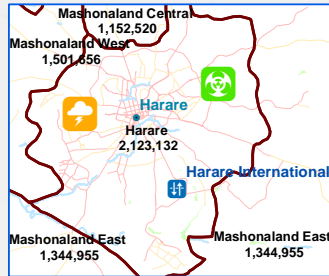 Mashonaland Central
1,152,520
Mashonaland West
1,501,656
Harare
Harare
2,123,132
Harare International
Mashonaland East
1,344,955
Mashonaland East
1,344,955